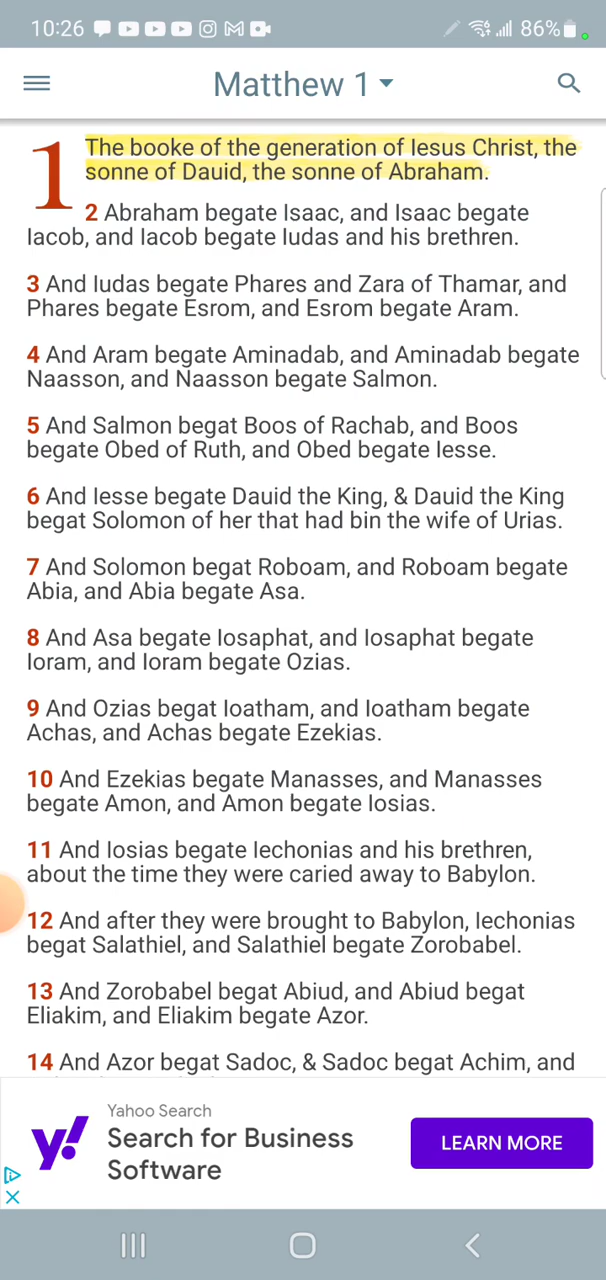 10:26 86%
Matthew 1
1 The booke of the generation of Iesus Christ, the
sonne of Dauid, the sonne of Abraham.
2 Abraham begate Isaac, and Isaac begate
Iacob, and Iacob begate Iudas and his brethren.
3 And Iudas begate Phares and Zara of Thamar, and
Phares begate Esrom, and Esrom begate Aram.
4 And Aram begate Aminadab, and Aminadab begate
Naasson, and Naasson begate Salmon.
5 And Salmon begat Boos of Rachab, and Boos
begate Obed of Ruth, and Obed begate Iesse.
6 And Iesse begate Dauid the King, & Dauid the King
begat Solomon of her that had bin the wife of Urias.
7 And Solomon begat Roboam, and Roboam begate
Abia, and Abia begate Asa.
8 And Asa begate Iosaphat, and Iosaphat begate
Ioram, and Ioram begate Ozias.
9 And Ozias begat Ioatham, and Ioatham begate
Achas, and Achas begate Ezekias.
10 And Ezekias begate Manasses, and Manasses
begate Amon, and Amon begate Iosias.
11 And Iosias begate Iechonias and his brethren,
about the time they were caried away to Babylon.
12 And after they were brought to Babylon, Iechonias
begat Salathiel, and Salathiel begate Zorobabel.
13 And Zorobabel begat Abiud, and Abiud begat
Eliakim, and Eliakim begate Azor.
14 And Azor begat Sadoc, & Sadoc begat Achim, and
Yahoo Search
Search for Business
Software
LEARN MORE
y!